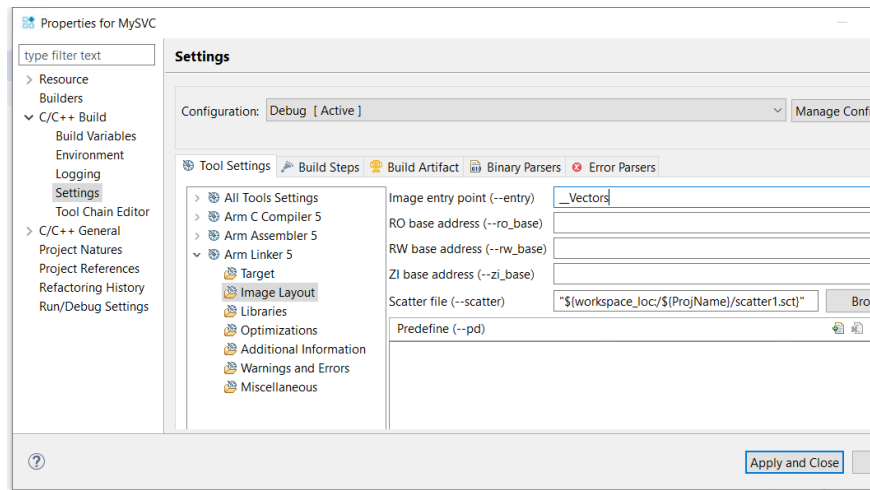 Properties for MySVC
type filter text
Resource
Builders
C/C++ Build
Build Variables
Environment
Logging
Settings
Tool Chain Editor
C/C++ General
Project Natures
Project References
Refactoring History
Run/Debug Settings
Settings
Configuration: Debug [ Active ]
Manage Confi
Tool Settings Build Steps Build Artifact Binary Parsers Error Parsers
All Tools Settings
Arm C Compiler 5
Arm Assembler 5
Arm Linker 5
Target
Image Layout
Libraries
Optimizations
Additional Information
Warnings and Errors
Miscellaneous
Image entry point (--entry) __Vectors
RO base address (--ro_base)
RW base address (--rw_base)
ZI base address (--zi_base)
Scatter file (--scatter) "${workspace_loc:/${ProjName}/scatter1.sct}" Bro
Predefine (--pd)
Apply and Close